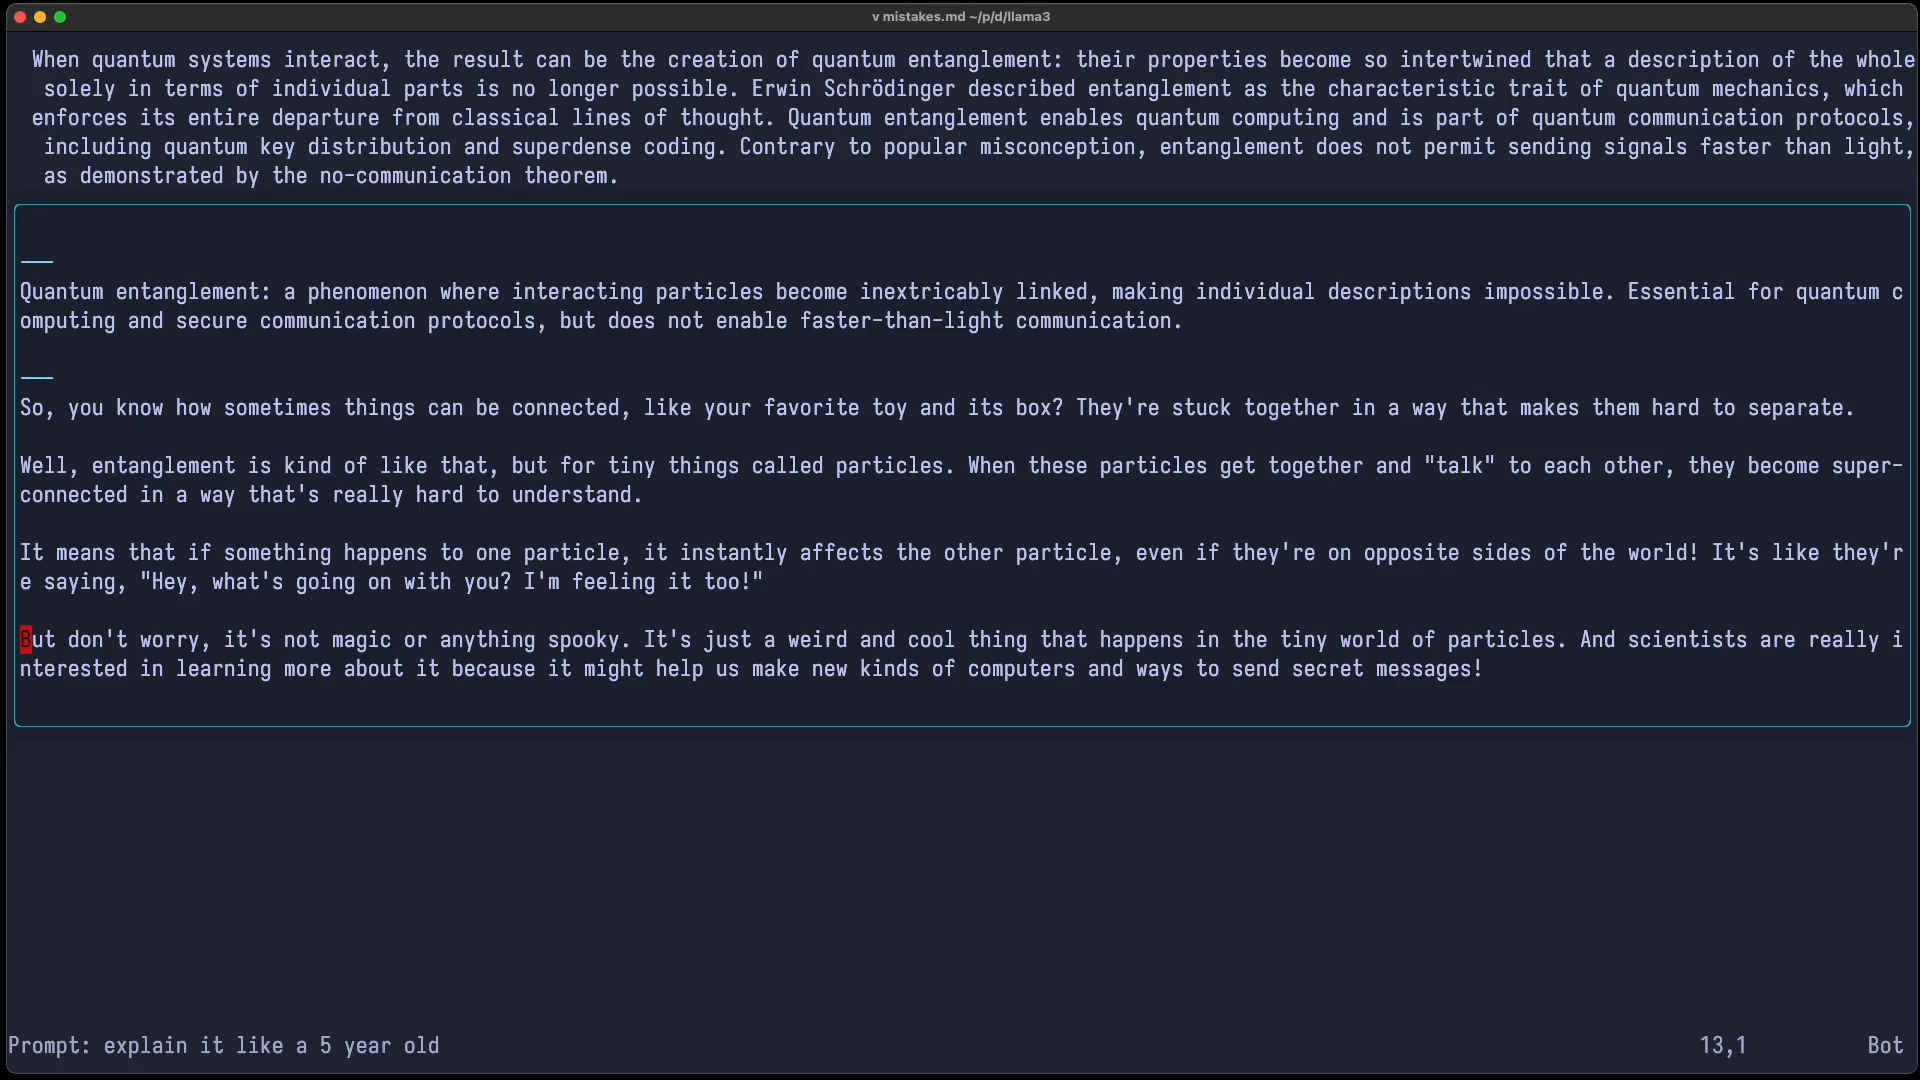 v mistakes.md ~/p/d/llama3
When quantum systems interact, the result can be the creation of quantum entanglement: their properties become so intertwined that a description of the whole
solely in terms of individual parts is no longer possible. Erwin Schrödinger described entanglement as the characteristic trait of quantum mechanics, which
enforces its entire departure from classical lines of thought. Quantum entanglement enables quantum computing and is part of quantum communication protocols,
including quantum key distribution and superdense coding. Contrary to popular misconception, entanglement does not permit sending signals faster than light,
as demonstrated by the no-communication theorem.
___
Quantum entanglement: a phenomenon where interacting particles become inextricably linked, making individual descriptions impossible. Essential for quantum c
omputing and secure communication protocols, but does not enable faster-than-light communication.
___
So, you know how sometimes things can be connected, like your favorite toy and its box? They're stuck together in a way that makes them hard to separate.
Well, entanglement is kind of like that, but for tiny things called particles. When these particles get together and "talk" to each other, they become super-
connected in a way that's really hard to understand.
It means that if something happens to one particle, it instantly affects the other particle, even if they're on opposite sides of the world! It's like they'r
e saying, "Hey, what's going on with you? I'm feeling it too!"
But don't worry, it's not magic or anything spooky. It's just a weird and cool thing that happens in the tiny world of particles. And scientists are really i
nterested in learning more about it because it might help us make new kinds of computers and ways to send secret messages!
Prompt: explain it like a 5 year old
13,1
Bot